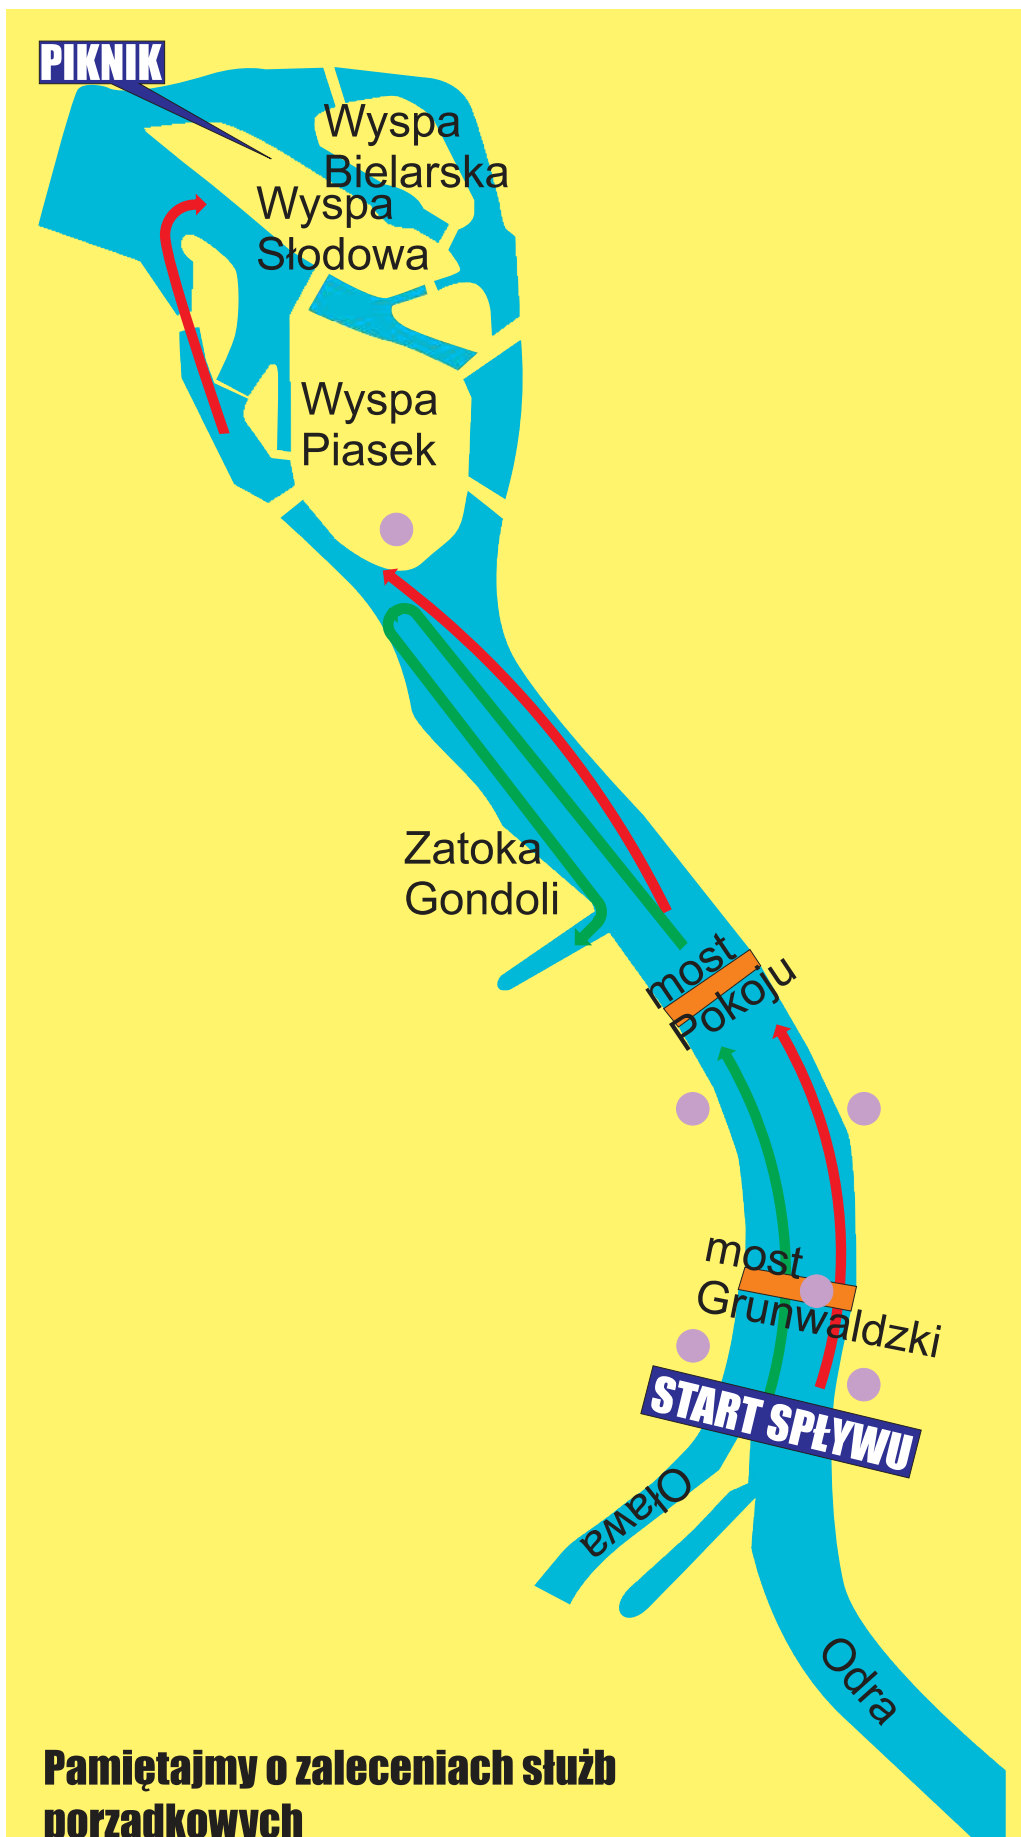 PIKNIK
Wyspa
Bielarska
Wyspa
Słodowa
Wyspa
Piasek
Zatoka
Gondoli
most
Pokoju
most
Grunwaldzki
START SPŁYWU
Oława
Odra
Pamiętajmy o zaleceniach służb
porządkowych